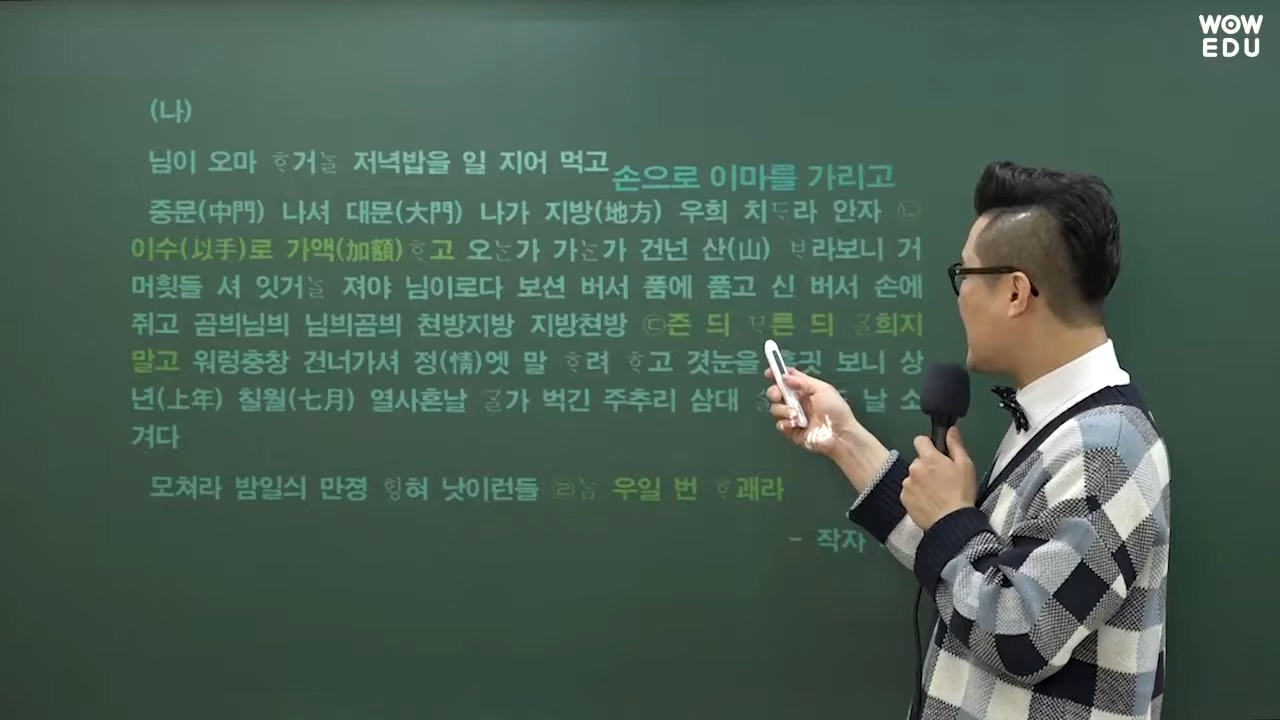 WOW
EDU
(나)
님이 오마 ᄒᆞ거ᄂᆞᆯ 저녁밥을 일 지어 먹고
손으로 이마를 가리고
중문(中門) 나셔 대문(大門) 나가 지방(地方) 우희 치ᄃᆞ라 안자 ㉡
이수(以手)로 가액(加額)ᄒᆞ고 오ᄂᆞᆫ가 가ᄂᆞᆫ가 건넌 산(山) ᄇᆞ라보니 거
머횟들 셔 잇거ᄂᆞᆯ 져야 님이로다 보션 버서 품에 품고 신 버서 손에
쥐고 곰븨님븨 님븨곰븨 쳔방지방 지방쳔방 ㉢즌 듸 ᄆᆞ른 듸 ᄀᆞᆯ희지
말고 워렁충창 건너가셔 정(情)엣 말 ᄒᆞ려 ᄒᆞ고 겻눈을 흘긧 보니 상
년(上年) 칠월(七月) 열사흔날 ᄀᆞᆯ가 벅긴 주추리 삼대 날 소
겨다
모쳐라 밤일싀 만졍 ᄒᆡᆼ혀 낫이런들 ㉣ᄂᆞᆷ 우일 번 ᄒᆞ괘라
- 작자